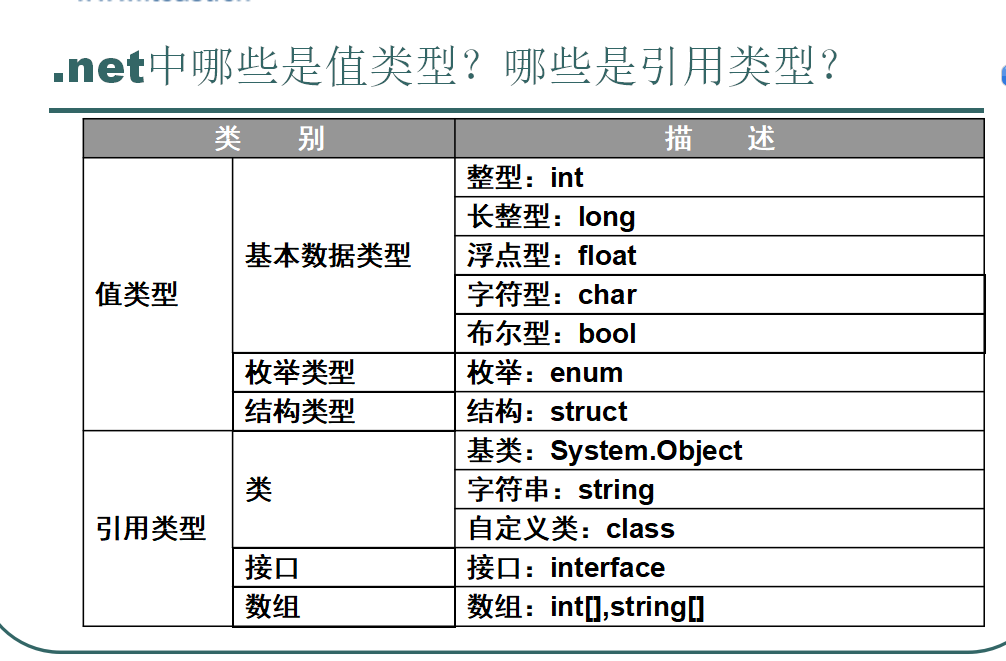 .net中哪些是值类型？哪些是引用类型？
类 别 描 述
值类型
基本数据类型
整型：int
长整型：long
浮点型：float
字符型：char
布尔型：bool
枚举类型 枚举：enum
结构类型 结构：struct
引用类型
类
基类：System.Object
字符串：string
自定义类：class
接口 接口：interface
数组 数组：int[],string[]